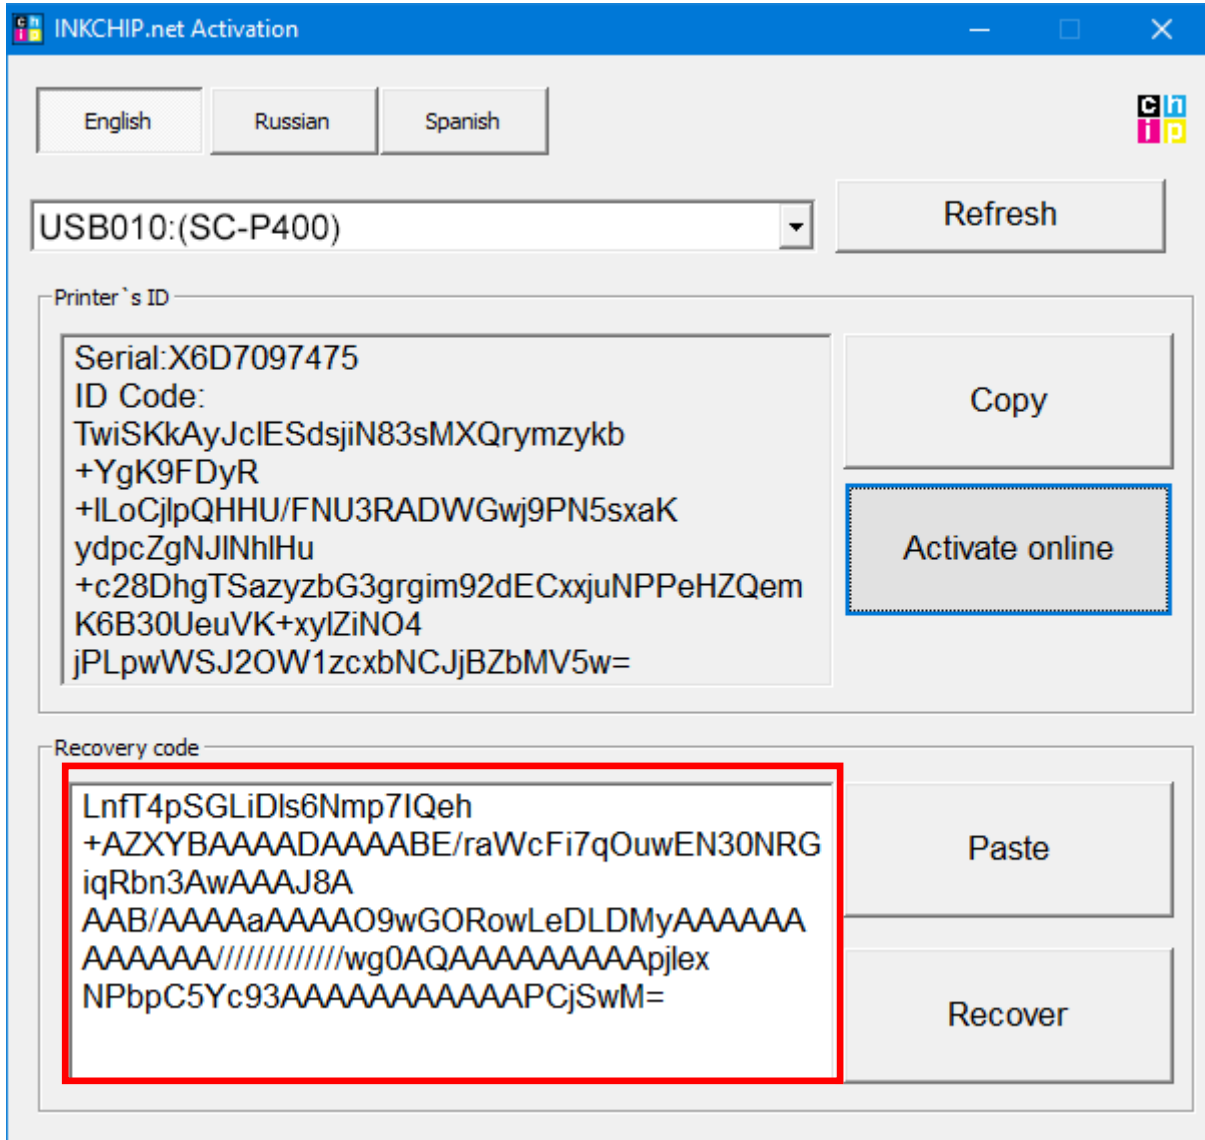 INKCHIP.net Activation
English Russian Spanish
chip
USB010:(SC-P400)
Refresh
Printer`s ID
Serial:X6D7097475
ID Code:
TwiSKkAyJclESdsjiN83sMXQrymzykb
+YgK9FDyR
+lLoCjlpQHHU/FNU3RADWGwj9PN5sxaK
ydpcZgNJlNhlHu
+c28DhgTSazyzbG3grgim92dECxxjuNPPeHZQem
K6B30UeuVK+xylZiNO4
jPLpwWSJ2OW1zcxbNCJjBZbMV5w=
Copy
Activate online
Recovery code
LnfT4pSGLiDls6Nmp7IQeh
+AZXYBAAAADAAAABE/raWcFi7qOuwEN30NRG
iqRbn3AwAAAJ8A
AAB/AAAAaAAAAO9wGORowLeDLDMyAAAAAA
AAAAAA/////////////wg0AQAAAAAAAAApjlex
NPbpC5Yc93AAAAAAAAAAAPCjSwM=
Paste
Recover